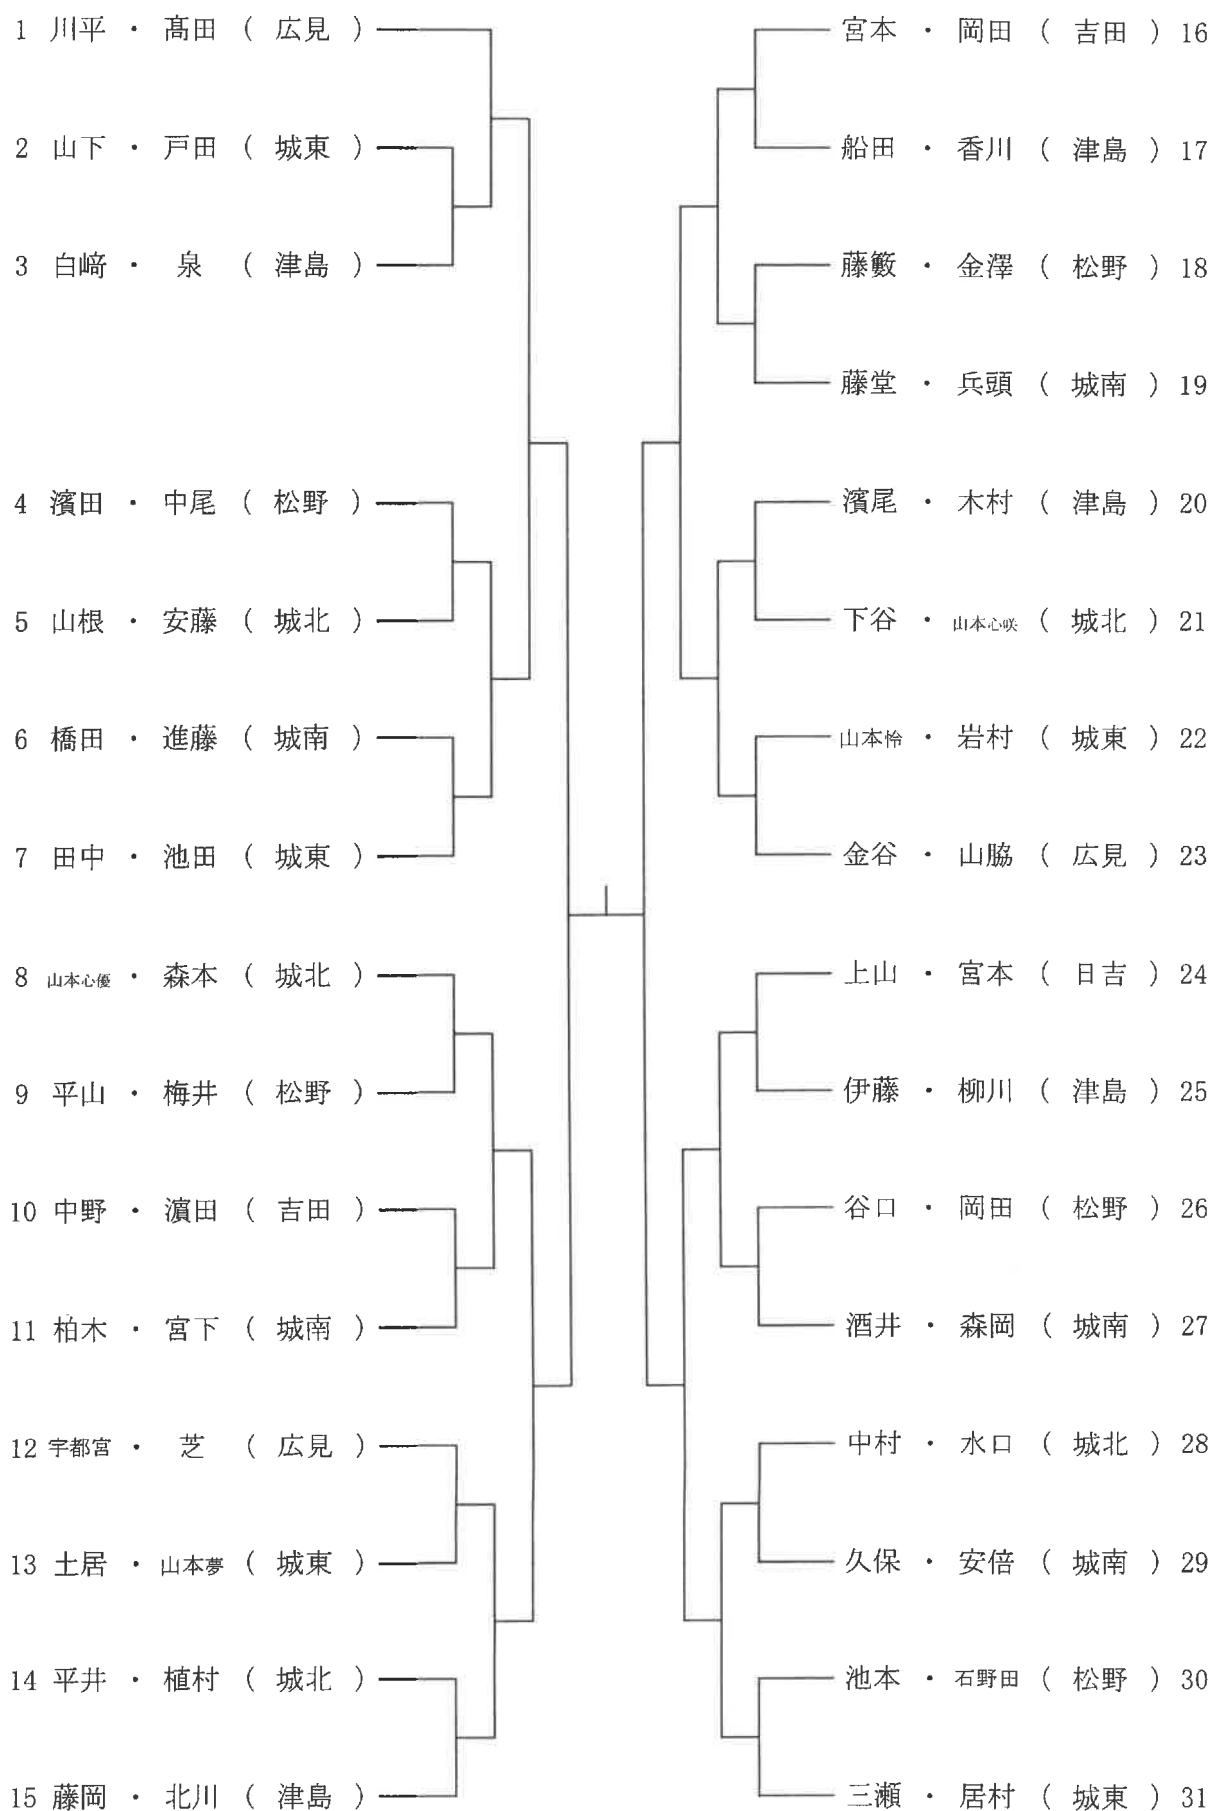 1 川平 ・ 髙田 ( 広見 )
2 山下 ・ 戸田 ( 城東 )
3 白﨑 ・ 泉 ( 津島 )
4 濱田 ・ 中尾 ( 松野 )
5 山根 ・ 安藤 ( 城北 )
6 橋田 ・ 進藤 ( 城南 )
7 田中 ・ 池田 ( 城東 )
8 山本心優 ・ 森本 ( 城北 )
9 平山 ・ 梅井 ( 松野 )
10 中野 ・ 濵田 ( 吉田 )
11 柏木 ・ 宮下 ( 城南 )
12 宇都宮 ・ 芝 ( 広見 )
13 土居 ・ 山本夢 ( 城東 )
14 平井 ・ 植村 ( 城北 )
15 藤岡 ・ 北川 ( 津島 )
宮本 ・ 岡田 ( 吉田 ) 16
船田 ・ 香川 ( 津島 ) 17
藤籔 ・ 金澤 ( 松野 ) 18
藤堂 ・ 兵頭 ( 城南 ) 19
濱尾 ・ 木村 ( 津島 ) 20
下谷 ・ 山本心咲 ( 城北 ) 21
山本怜 ・ 岩村 ( 城東 ) 22
金谷 ・ 山脇 ( 広見 ) 23
上山 ・ 宮本 ( 日吉 ) 24
伊藤 ・ 柳川 ( 津島 ) 25
谷口 ・ 岡田 ( 松野 ) 26
酒井 ・ 森岡 ( 城南 ) 27
中村 ・ 水口 ( 城北 ) 28
久保 ・ 安倍 ( 城南 ) 29
池本 ・ 石野田 ( 松野 ) 30
三瀬 ・ 居村 ( 城東 ) 31